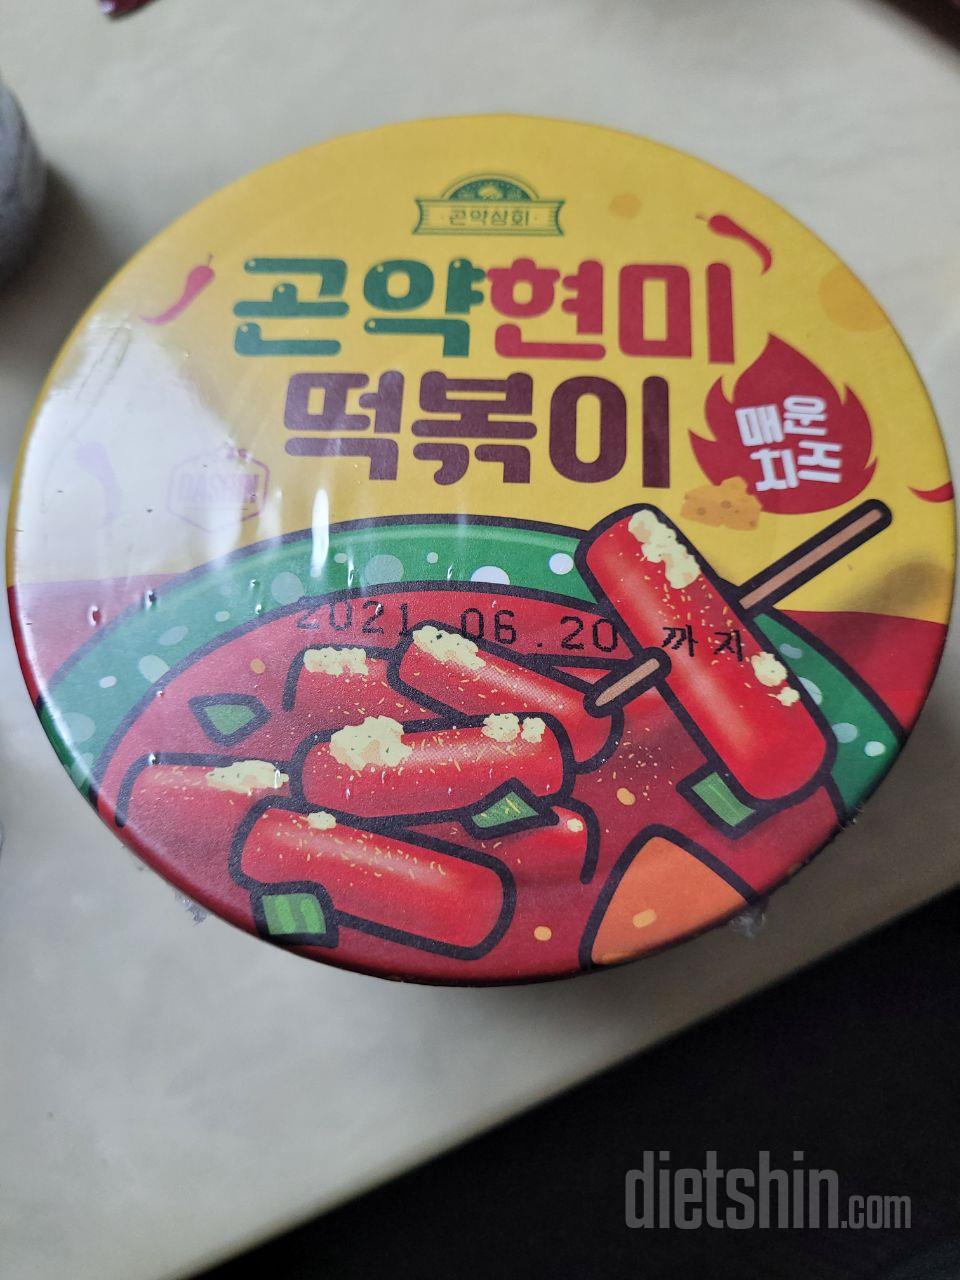 곤약상회
곤약현미
떡볶이
매운
치즈
DASHIN
2021.06.20 까지
dietshin.com